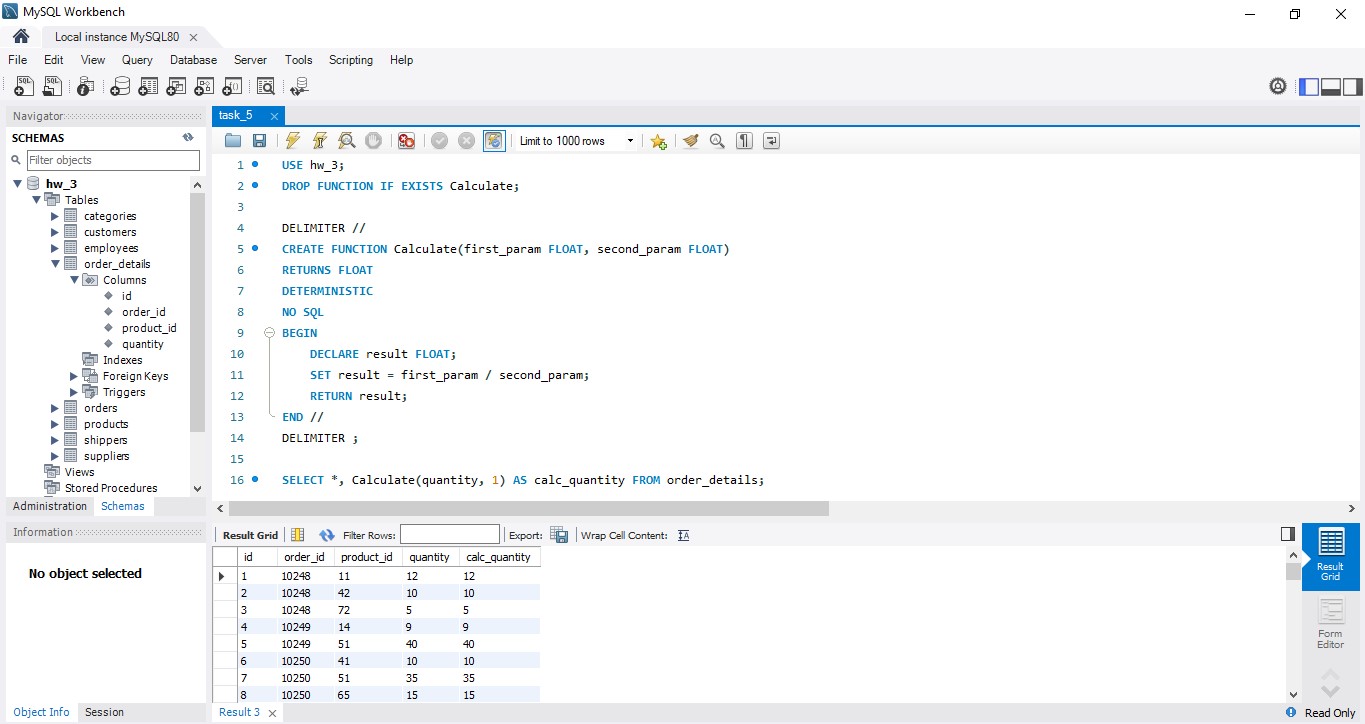 MySQL Workbench
Local instance MySQL80
File Edit View Query Database Server Tools Scripting Help
Navigator
SCHEMAS
Filter objects
hw_3
Tables
categories
customers
employees
order_details
Columns
id
order_id
product_id
quantity
Indexes
Foreign Keys
Triggers
orders
products
shippers
suppliers
Views
Stored Procedures
Administration Schemas
Information
No object selected
Object Info Session
task_5
Limit to 1000 rows
1 USE hw_3;
2 DROP FUNCTION IF EXISTS Calculate;
3
4 DELIMITER //
5 CREATE FUNCTION Calculate(first_param FLOAT, second_param FLOAT)
6 RETURNS FLOAT
7 DETERMINISTIC
8 NO SQL
9 BEGIN
10 DECLARE result FLOAT;
11 SET result = first_param / second_param;
12 RETURN result;
13 END //
14 DELIMITER ;
15
16 SELECT *, Calculate(quantity, 1) AS calc_quantity FROM order_details;
Result Grid Filter Rows: Export: Wrap Cell Content:
id order_id product_id quantity calc_quantity
1 10248 11 12 12
2 10248 42 10 10
3 10248 72 5 5
4 10249 14 9 9
5 10249 51 40 40
6 10250 41 10 10
7 10250 51 35 35
8 10250 65 15 15
Result 3
Result
Grid
Form
Editor
Read Only